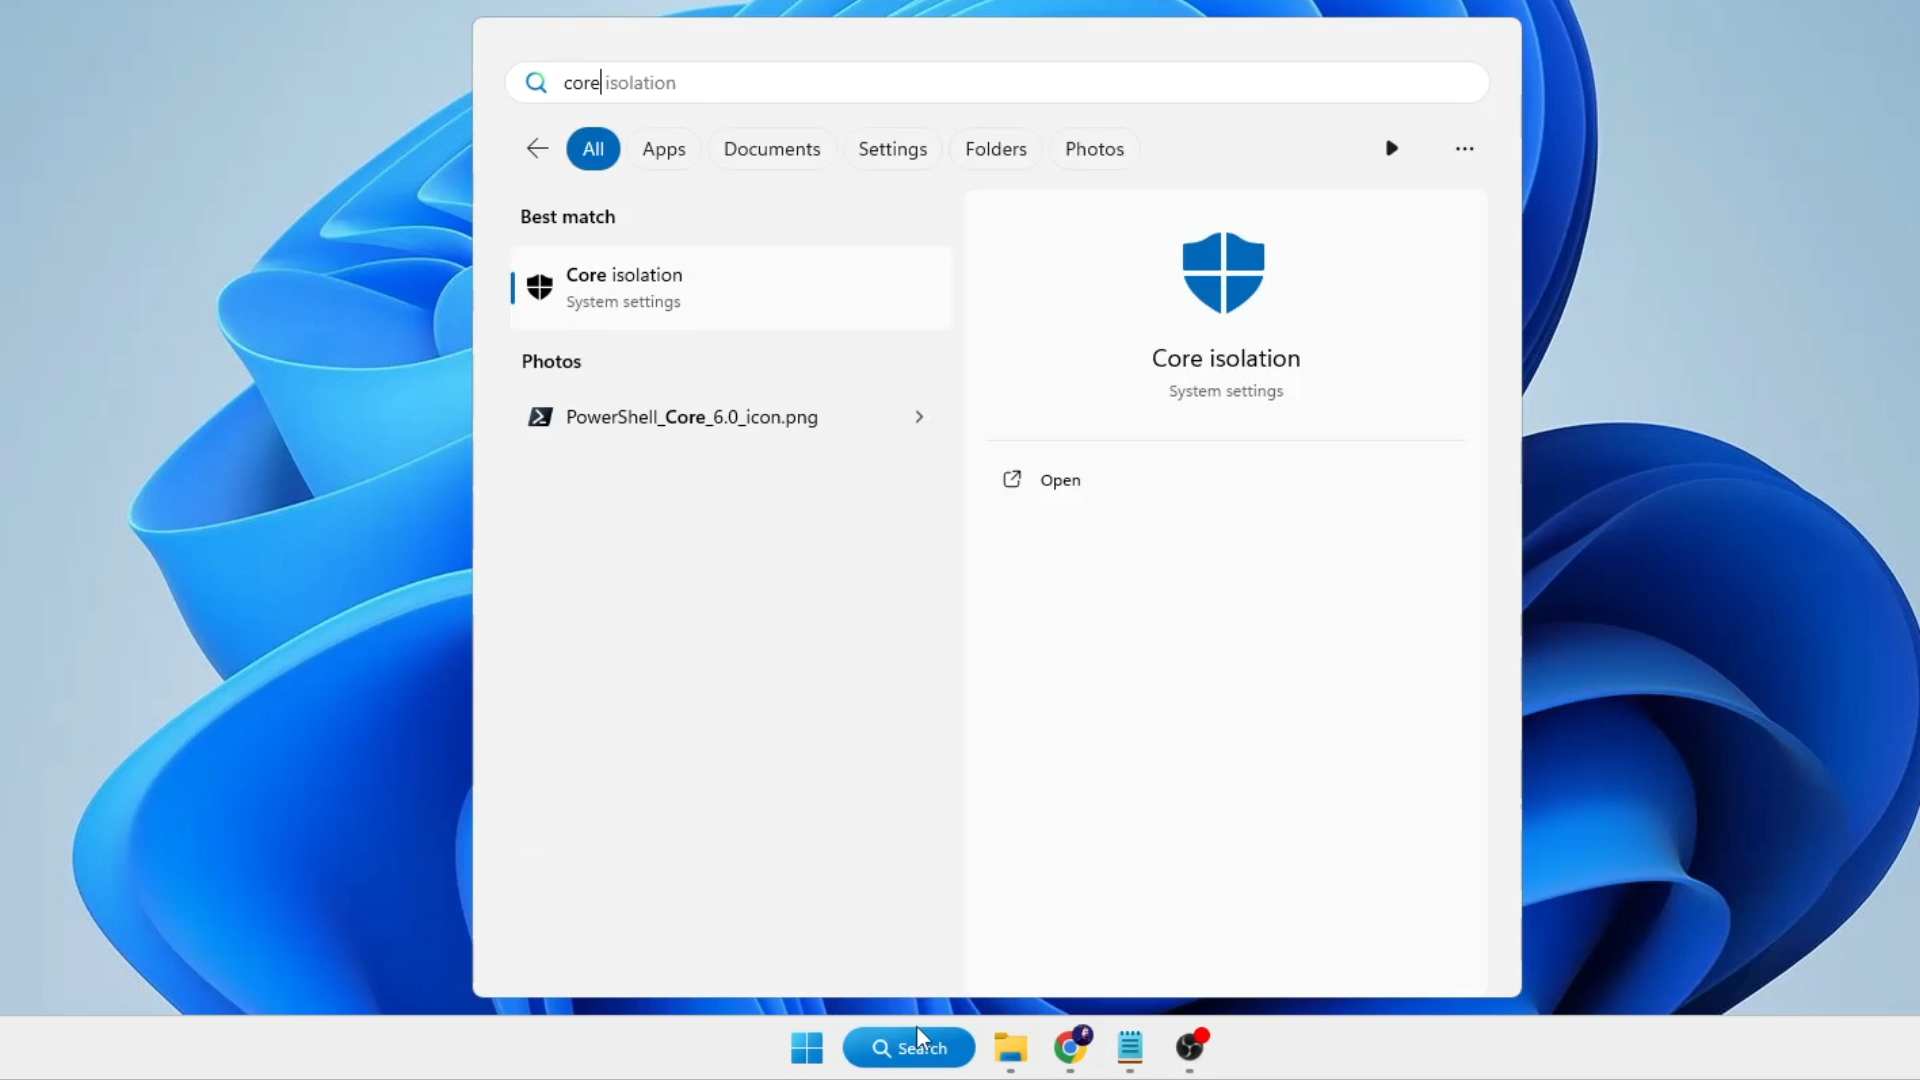 core isolation
All Apps Documents Settings Folders Photos
Best match
Core isolation
System settings
Photos
PowerShell_Core_6.0_icon.png
Core isolation
System settings
Open
Search